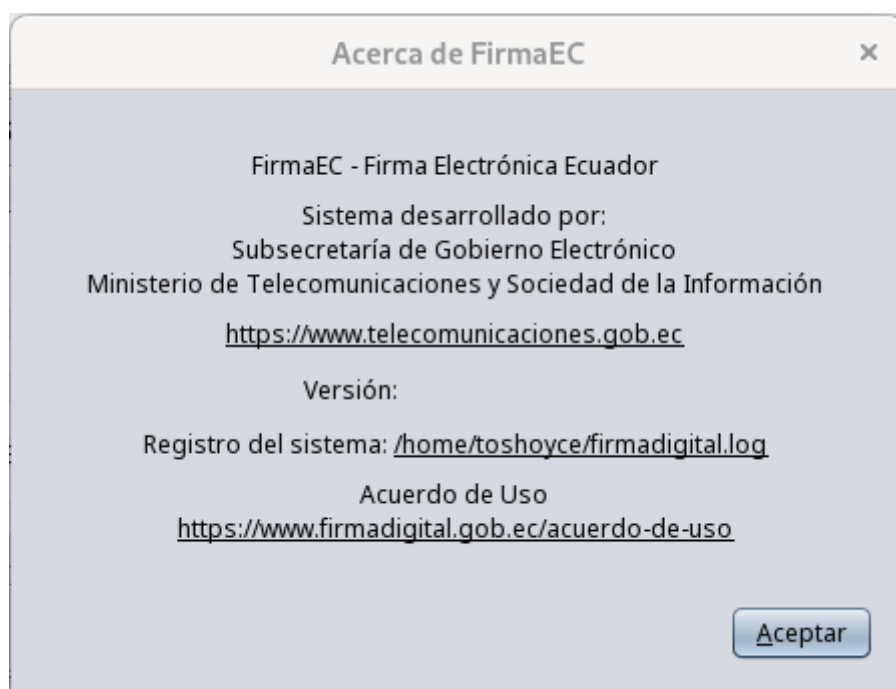 Acerca de FirmaEC
×
FirmaEC - Firma Electrónica Ecuador
Sistema desarrollado por:
Subsecretaría de Gobierno Electrónico
Ministerio de Telecomunicaciones y Sociedad de la Información
https://www.telecomunicaciones.gob.ec
Versión:
Registro del sistema: /home/toshoyce/firmadigital.log
Acuerdo de Uso
https://www.firmadigital.gob.ec/acuerdo-de-uso
Aceptar